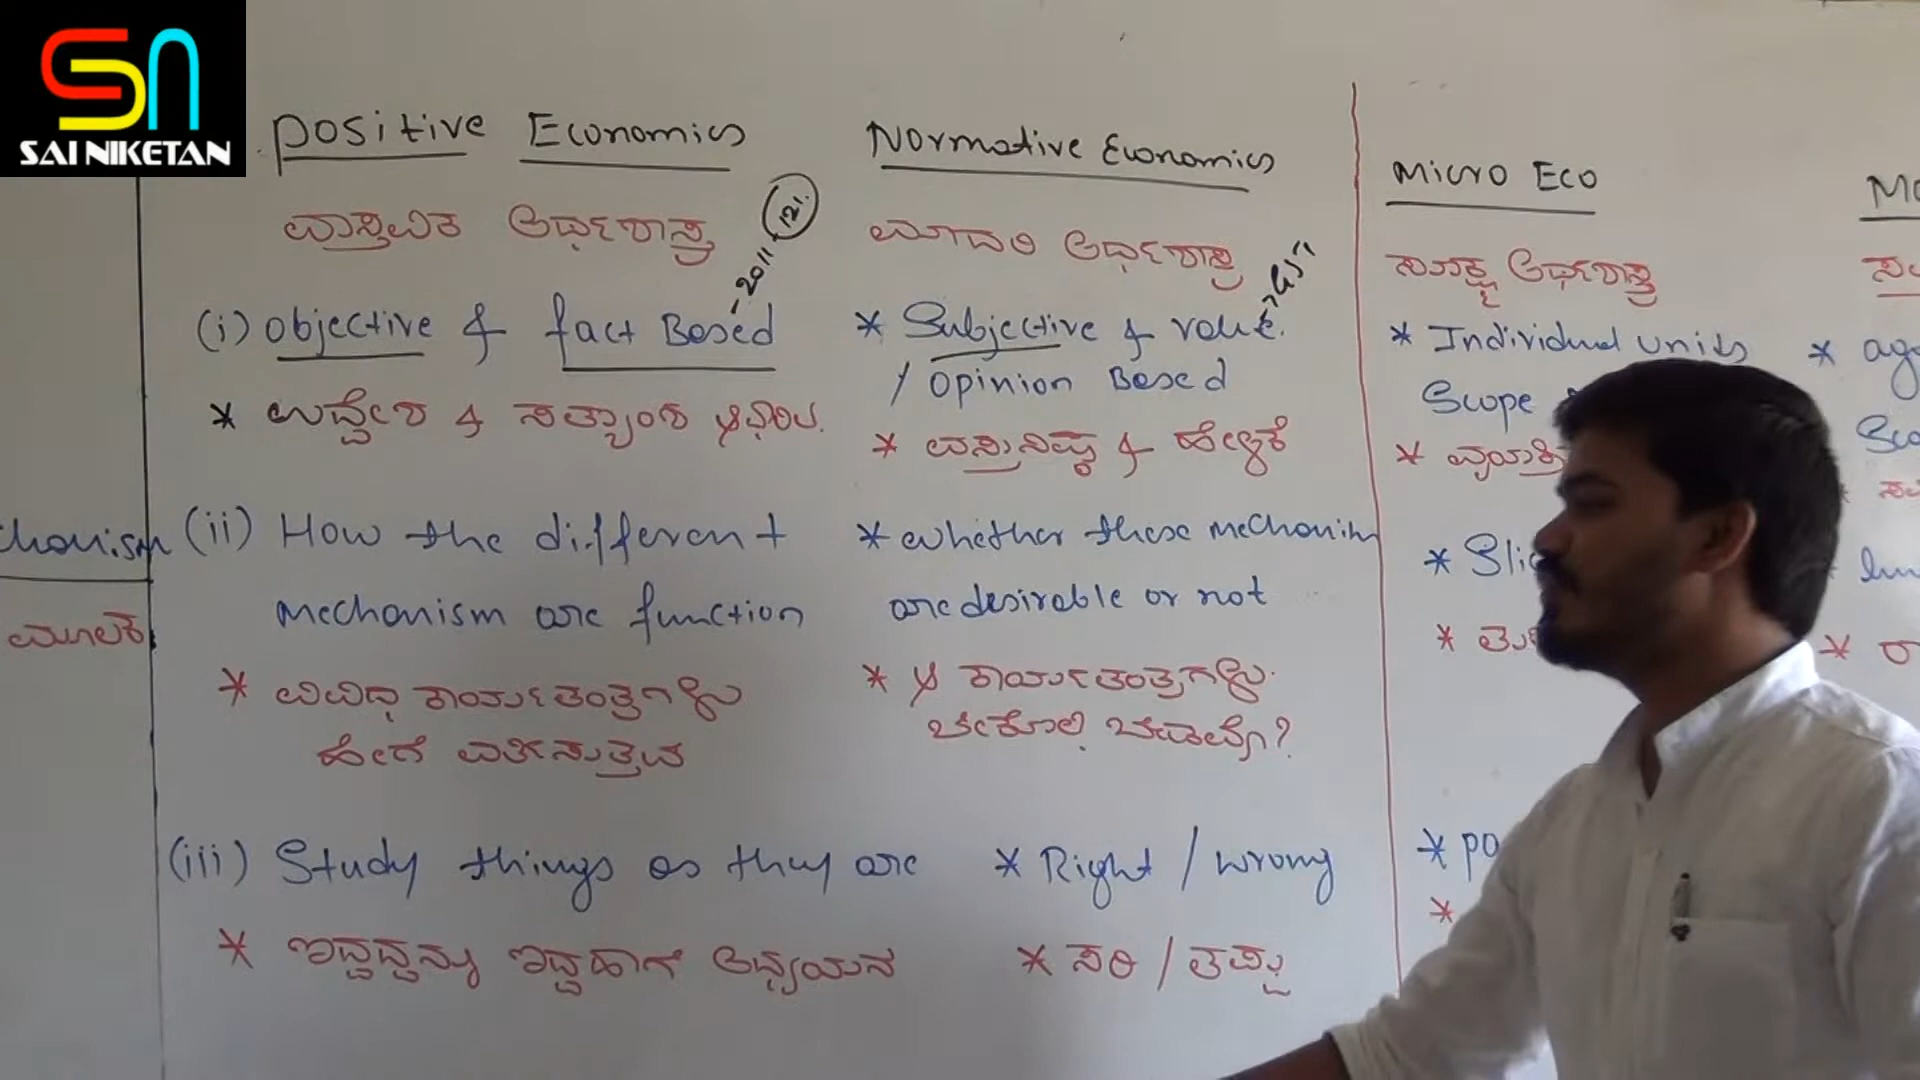 SAI NIKETAN
Positive Economics
ವಾಸ್ತವಿಕ ಅರ್ಥಶಾಸ್ತ್ರ
- 2011 - 121.
(i) Objective & fact Based
* ಉದ್ದೇಶ & ಸತ್ಯಾಂಶ ಆಧಾರಿತ.
(ii) How the different
mechanism are function
* ವಿವಿಧ ಕಾರ್ಯತಂತ್ರಗಳು
ಹೇಗೆ ವರ್ತಿಸುತ್ತವೆ
(iii) Study things as they are
* ಇದ್ದದ್ದನ್ನು ಇದ್ದಹಾಗೆ ಅಧ್ಯಯನ
Normative Economics
ಮಾದರಿ ಅರ್ಥಶಾಸ್ತ್ರ
* Subjective & value.
/ Opinion Based
* ವಸ್ತುನಿಷ್ಠ & ಹೇಳಿಕೆ
* whether these mechanism
are desirable or not
* ಆ ಕಾರ್ಯತಂತ್ರಗಳು.
ಬೇಕೋ ಬೇಡವೋ?
* Right / wrong
* ಸರಿ / ತಪ್ಪು
Micro Eco
ಸೂಕ್ಷ್ಮ ಅರ್ಥಶಾಸ್ತ್ರ
* Individual units
Scope